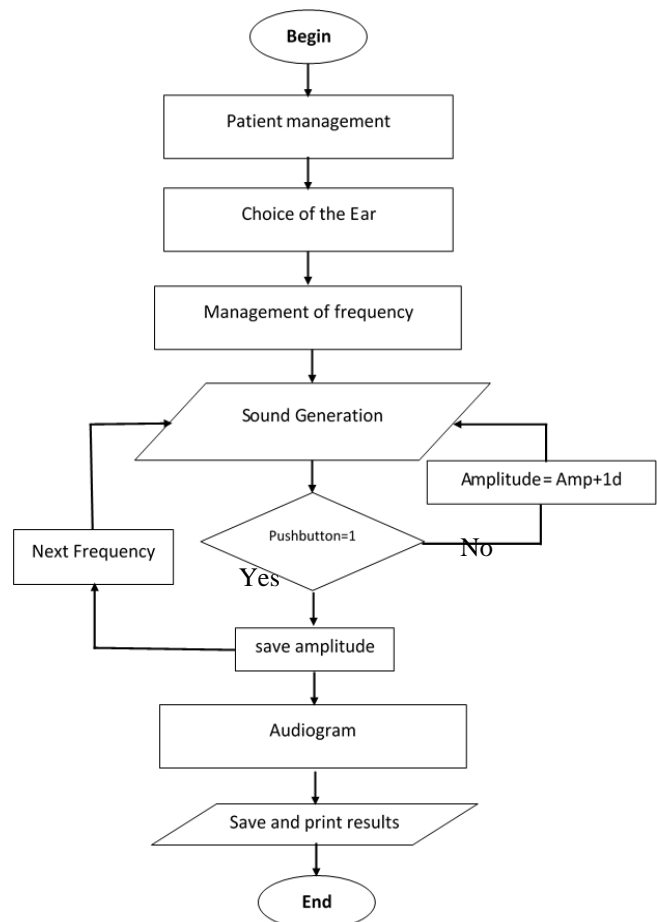 Begin
Patient management
Choice of the Ear
Management of frequency
Sound Generation
Amplitude= Amp+1d
Pushbutton=1
No
Next Frequency
Yes
save amplitude
Audiogram
Save and print results
End